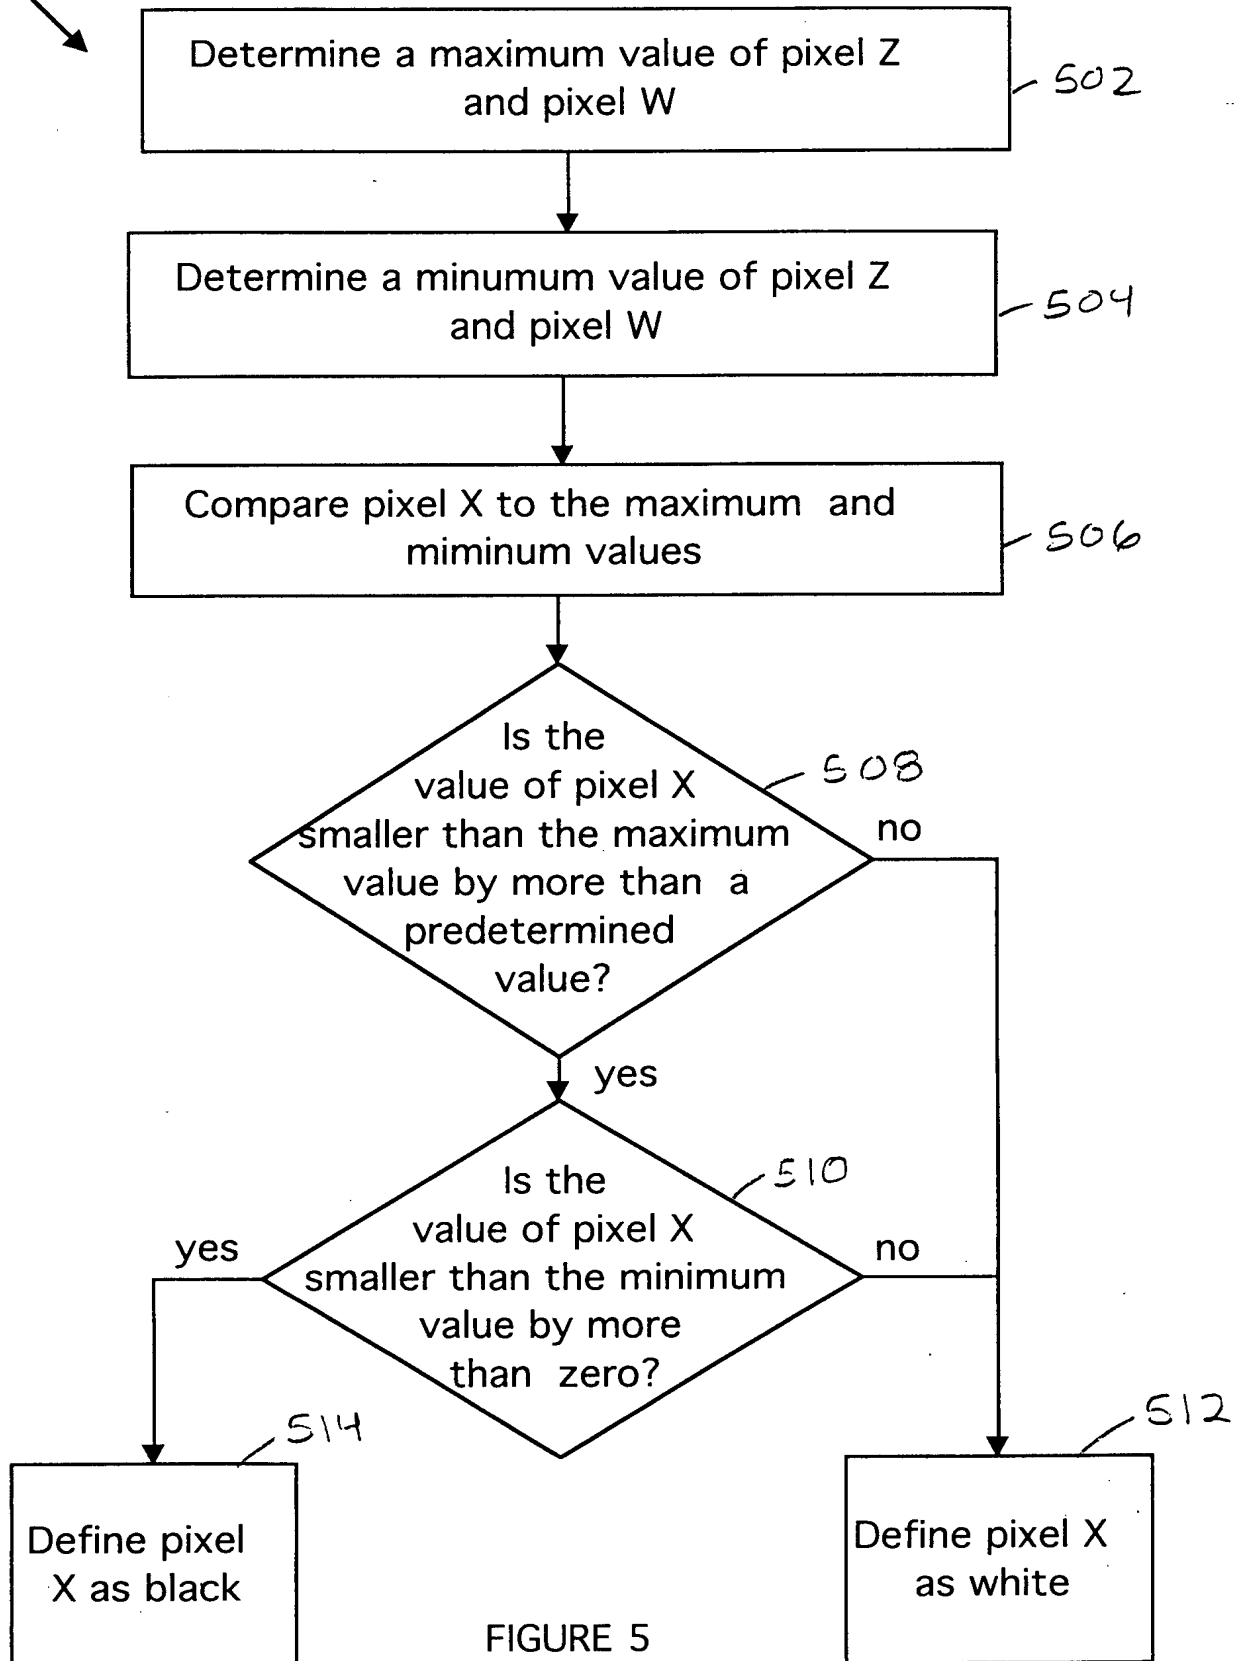 Determine a maximum value of pixel Z
and pixel W
502
Determine a minumum value of pixel Z
and pixel W
504
Compare pixel X to the maximum and
miminum values
506
Is the
value of pixel X
smaller than the maximum
value by more than a
predetermined
value?
508
no
yes
Is the
value of pixel X
smaller than the minimum
value by more
than zero?
510
yes
no
514
512
Define pixel
X as black
Define pixel X
as white
FIGURE 5